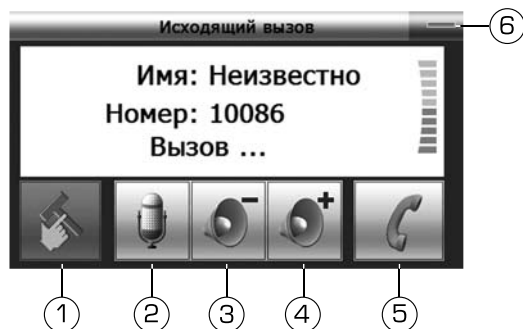 Исходящий вызов
6
Имя: Неизвестно
Номер: 10086
Вызов ...
1 2 3 4 5